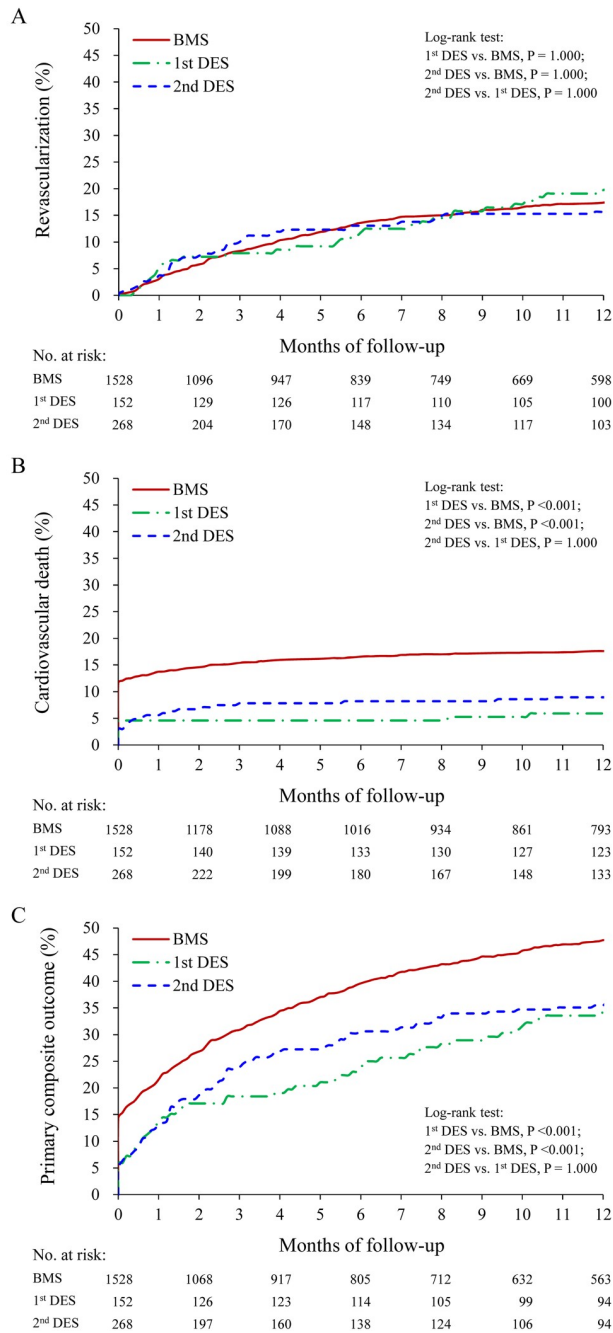 A
Revascularization (%)
50
45
40
35
30
25
20
15
10
5
0
BMS
1st DES
2nd DES
Log-rank test:
1st DES vs. BMS, P = 1.000;
2nd DES vs. BMS, P = 1.000;
2nd DES vs. 1st DES, P = 1.000
0 1 2 3 4 5 6 7 8 9 10 11 12
Months of follow-up
No. at risk:
BMS 1528 1096 947 839 749 669 598
1st DES 152 129 126 117 110 105 100
2nd DES 268 204 170 148 134 117 103
B
Cardiovascular death (%)
50
45
40
35
30
25
20
15
10
5
0
BMS
1st DES
2nd DES
Log-rank test:
1st DES vs. BMS, P <0.001;
2nd DES vs. BMS, P <0.001;
2nd DES vs. 1st DES, P = 1.000
0 1 2 3 4 5 6 7 8 9 10 11 12
Months of follow-up
No. at risk:
BMS 1528 1178 1088 1016 934 861 793
1st DES 152 140 139 133 130 127 123
2nd DES 268 222 199 180 167 148 133
C
Primary composite outcome (%)
50
45
40
35
30
25
20
15
10
5
0
BMS
1st DES
2nd DES
Log-rank test:
1st DES vs. BMS, P <0.001;
2nd DES vs. BMS, P <0.001;
2nd DES vs. 1st DES, P = 1.000
0 1 2 3 4 5 6 7 8 9 10 11 12
Months of follow-up
No. at risk:
BMS 1528 1068 917 805 712 632 563
1st DES 152 126 123 114 105 99 94
2nd DES 268 197 160 138 124 106 94